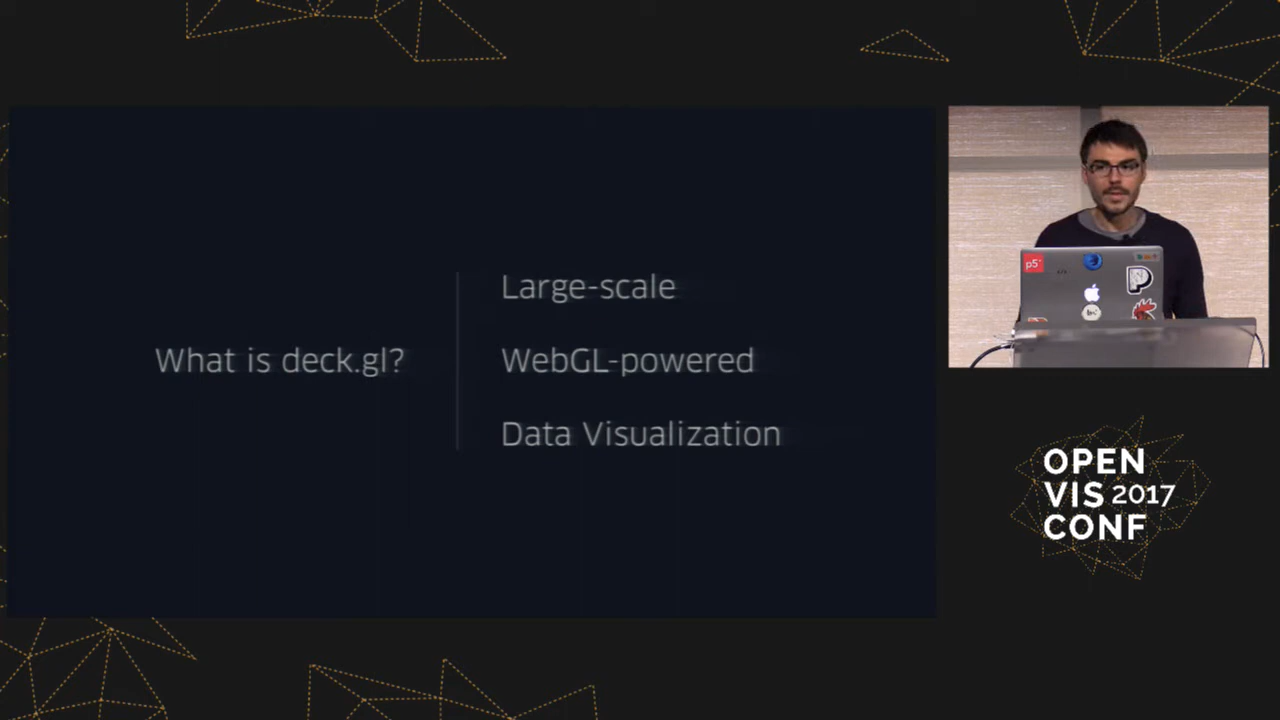 What is deck.gl?
Large-scale
WebGL-powered
Data Visualization
p5*
OPEN
VIS 2017
CONF